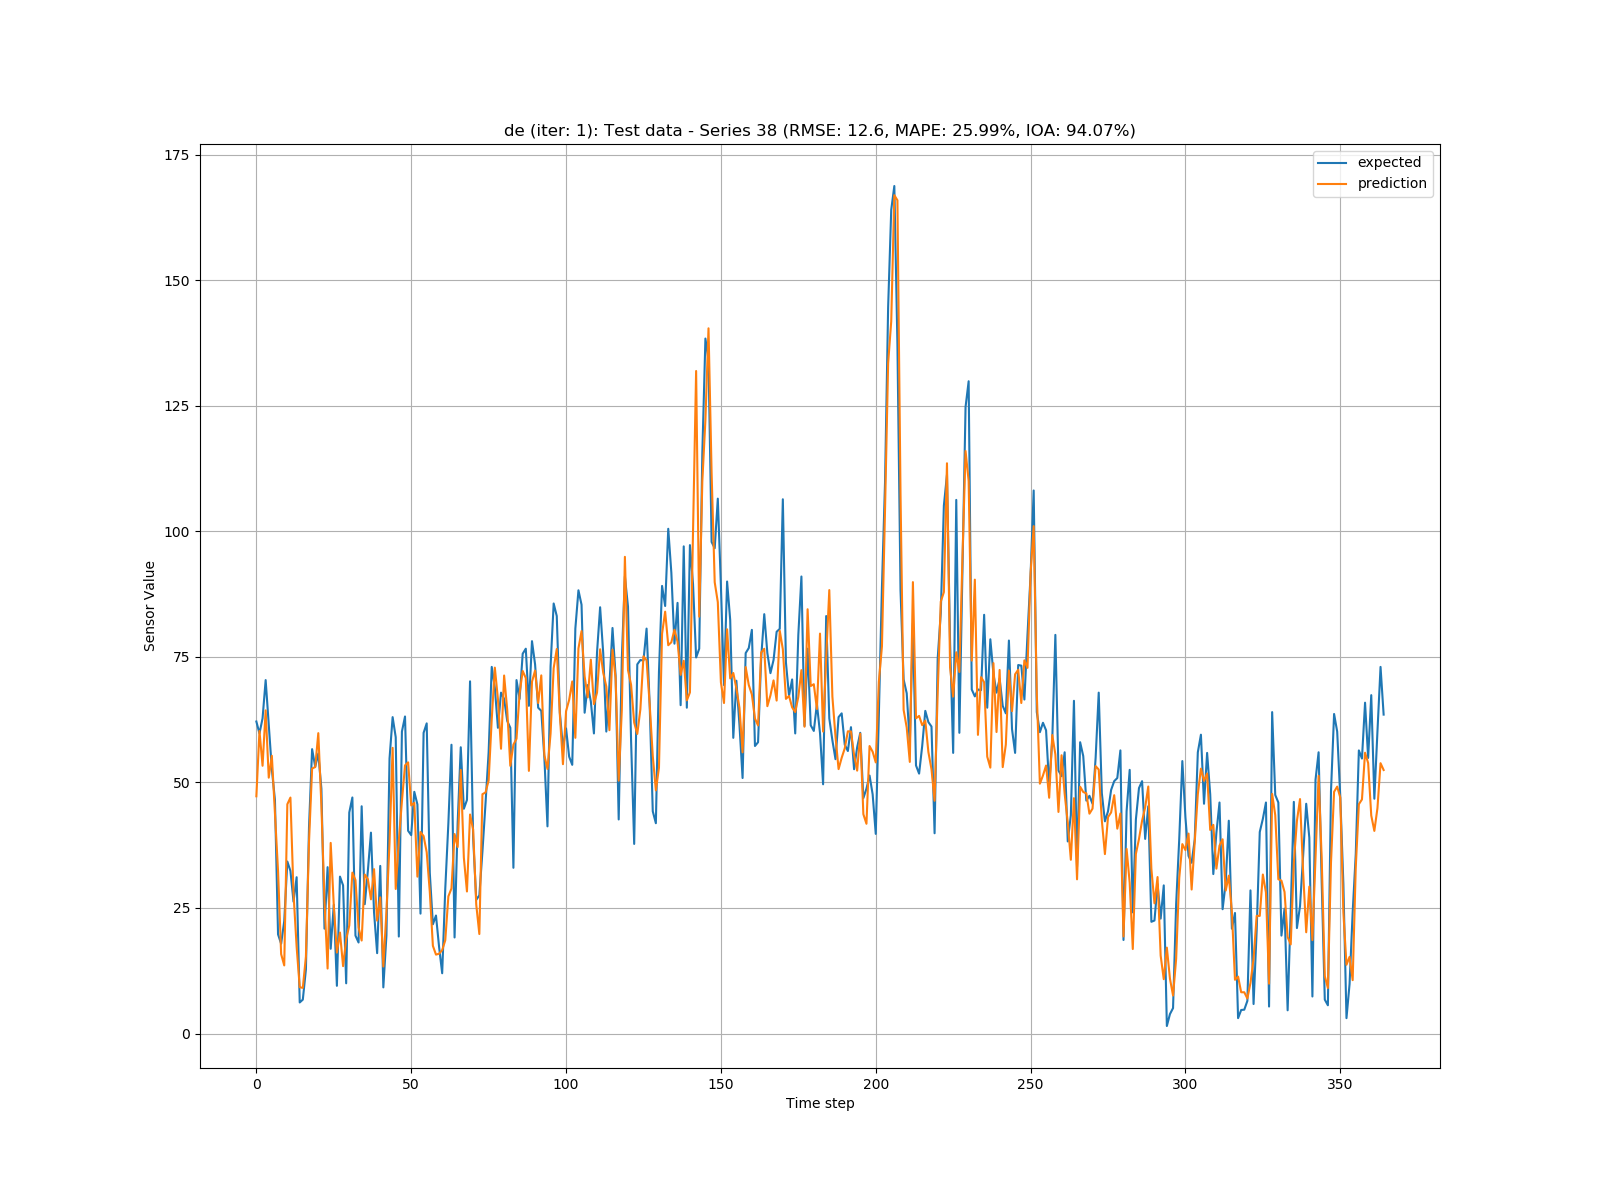 de (iter: 1): Test data - Series 38 (RMSE: 12.6, MAPE: 25.99%, IOA: 94.07%)
expected
prediction
175
150
125
100
75
50
25
0
Sensor Value
0 50 100 150 200 250 300 350
Time step